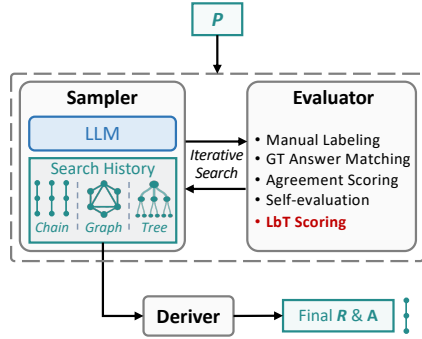 P
Sampler
LLM
Search History
Chain
Graph
Tree
Iterative
Search
Evaluator
• Manual Labeling
• GT Answer Matching
• Agreement Scoring
• Self-evaluation
• LbT Scoring
Deriver
Final R & A